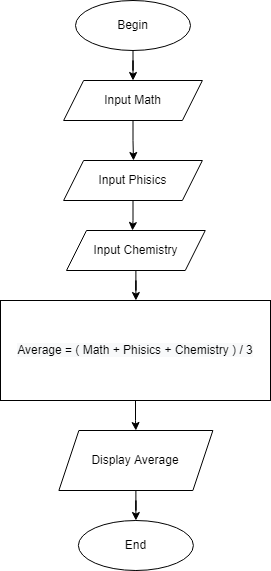 Begin
Input Math
Input Phisics
Input Chemistry
Average = ( Math + Phisics + Chemistry ) / 3
Display Average
End